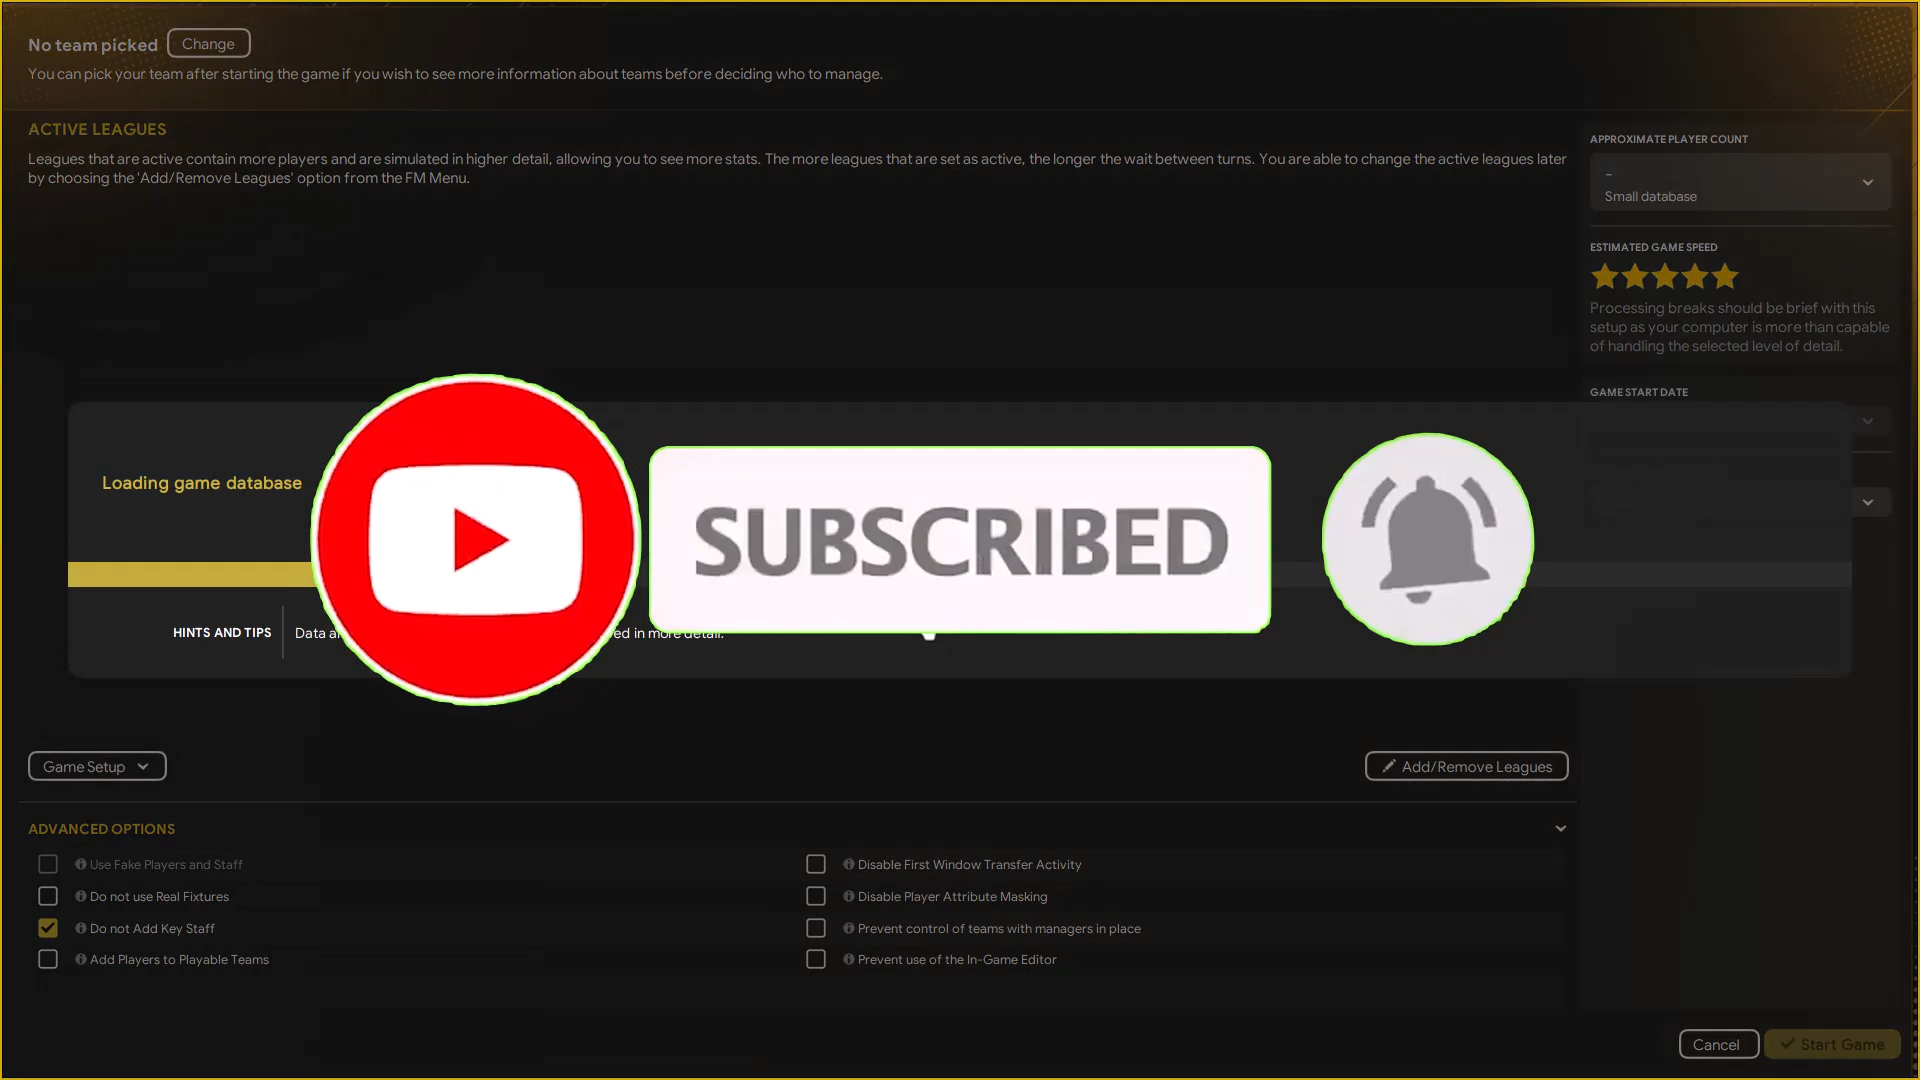 No team picked
Change
You can pick your team after starting the game if you wish to see more information about teams before deciding who to manage.
ACTIVE LEAGUES
Leagues that are active contain more players and are simulated in higher detail, allowing you to see more stats. The more leagues that are set as active, the longer the wait between turns. You are able to change the active leagues later
by choosing the 'Add/Remove Leagues' option from the FM Menu.
APPROXIMATE PLAYER COUNT
–
Small database
ESTIMATED GAME SPEED
Processing breaks should be brief with this
setup as your computer is more than capable
of handling the selected level of detail.
GAME START DATE
Loading game database
SUBSCRIBED
HINTS AND TIPS
Data in more detail.
Game Setup
Add/Remove Leagues
ADVANCED OPTIONS
Use Fake Players and Staff
Do not use Real Fixtures
Do not Add Key Staff
Add Players to Playable Teams
Disable First Window Transfer Activity
Disable Player Attribute Masking
Prevent control of teams with managers in place
Prevent use of the In-Game Editor
Cancel
Start Game